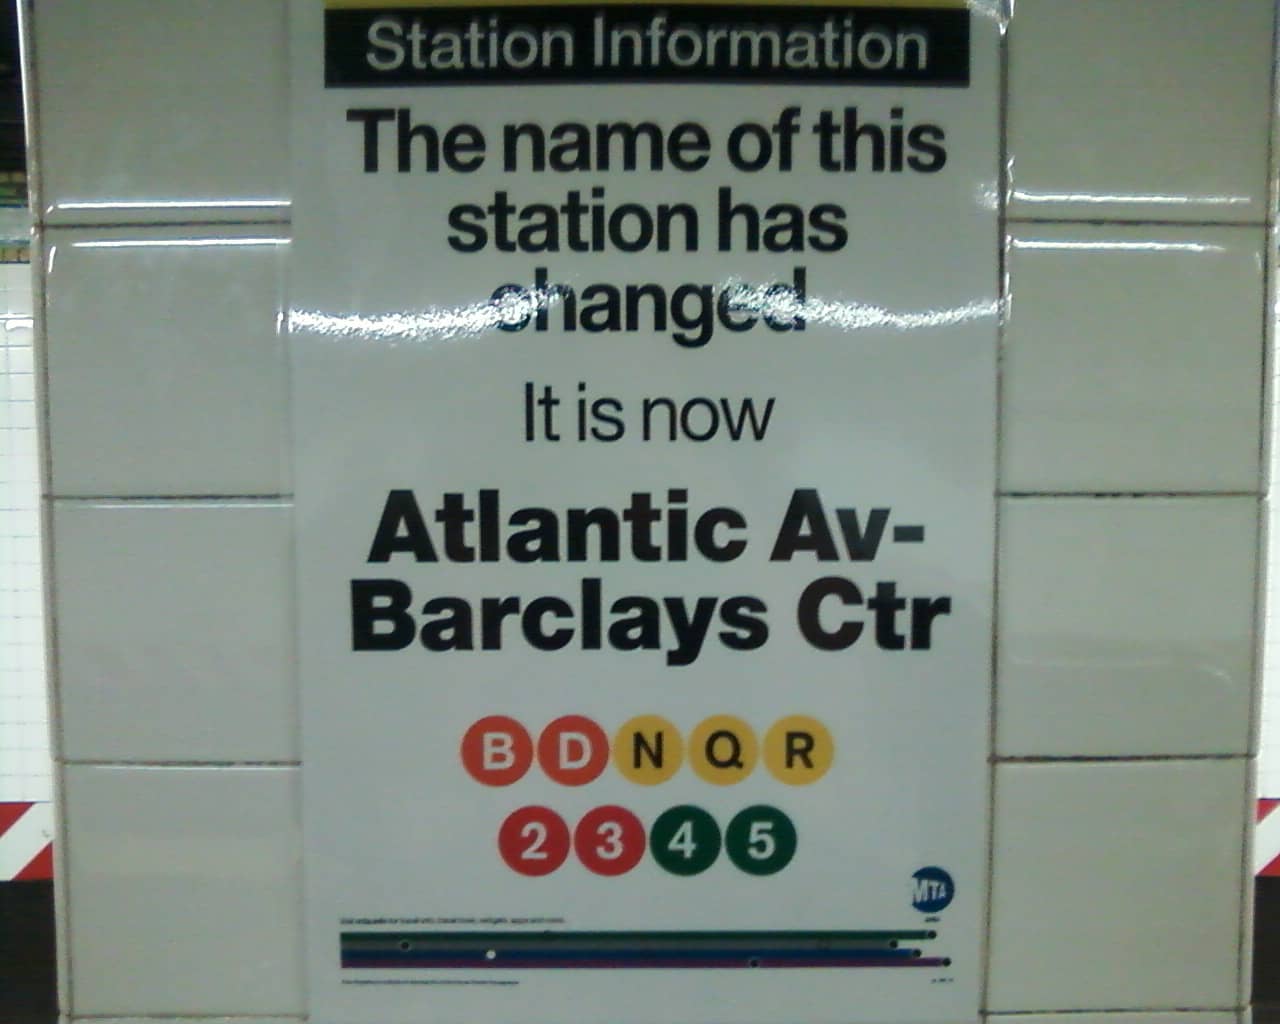 Station Information
The name of this
station has
changed
It is now
Atlantic Av-
Barclays Ctr
B D N Q R
2 3 4 5
MTA